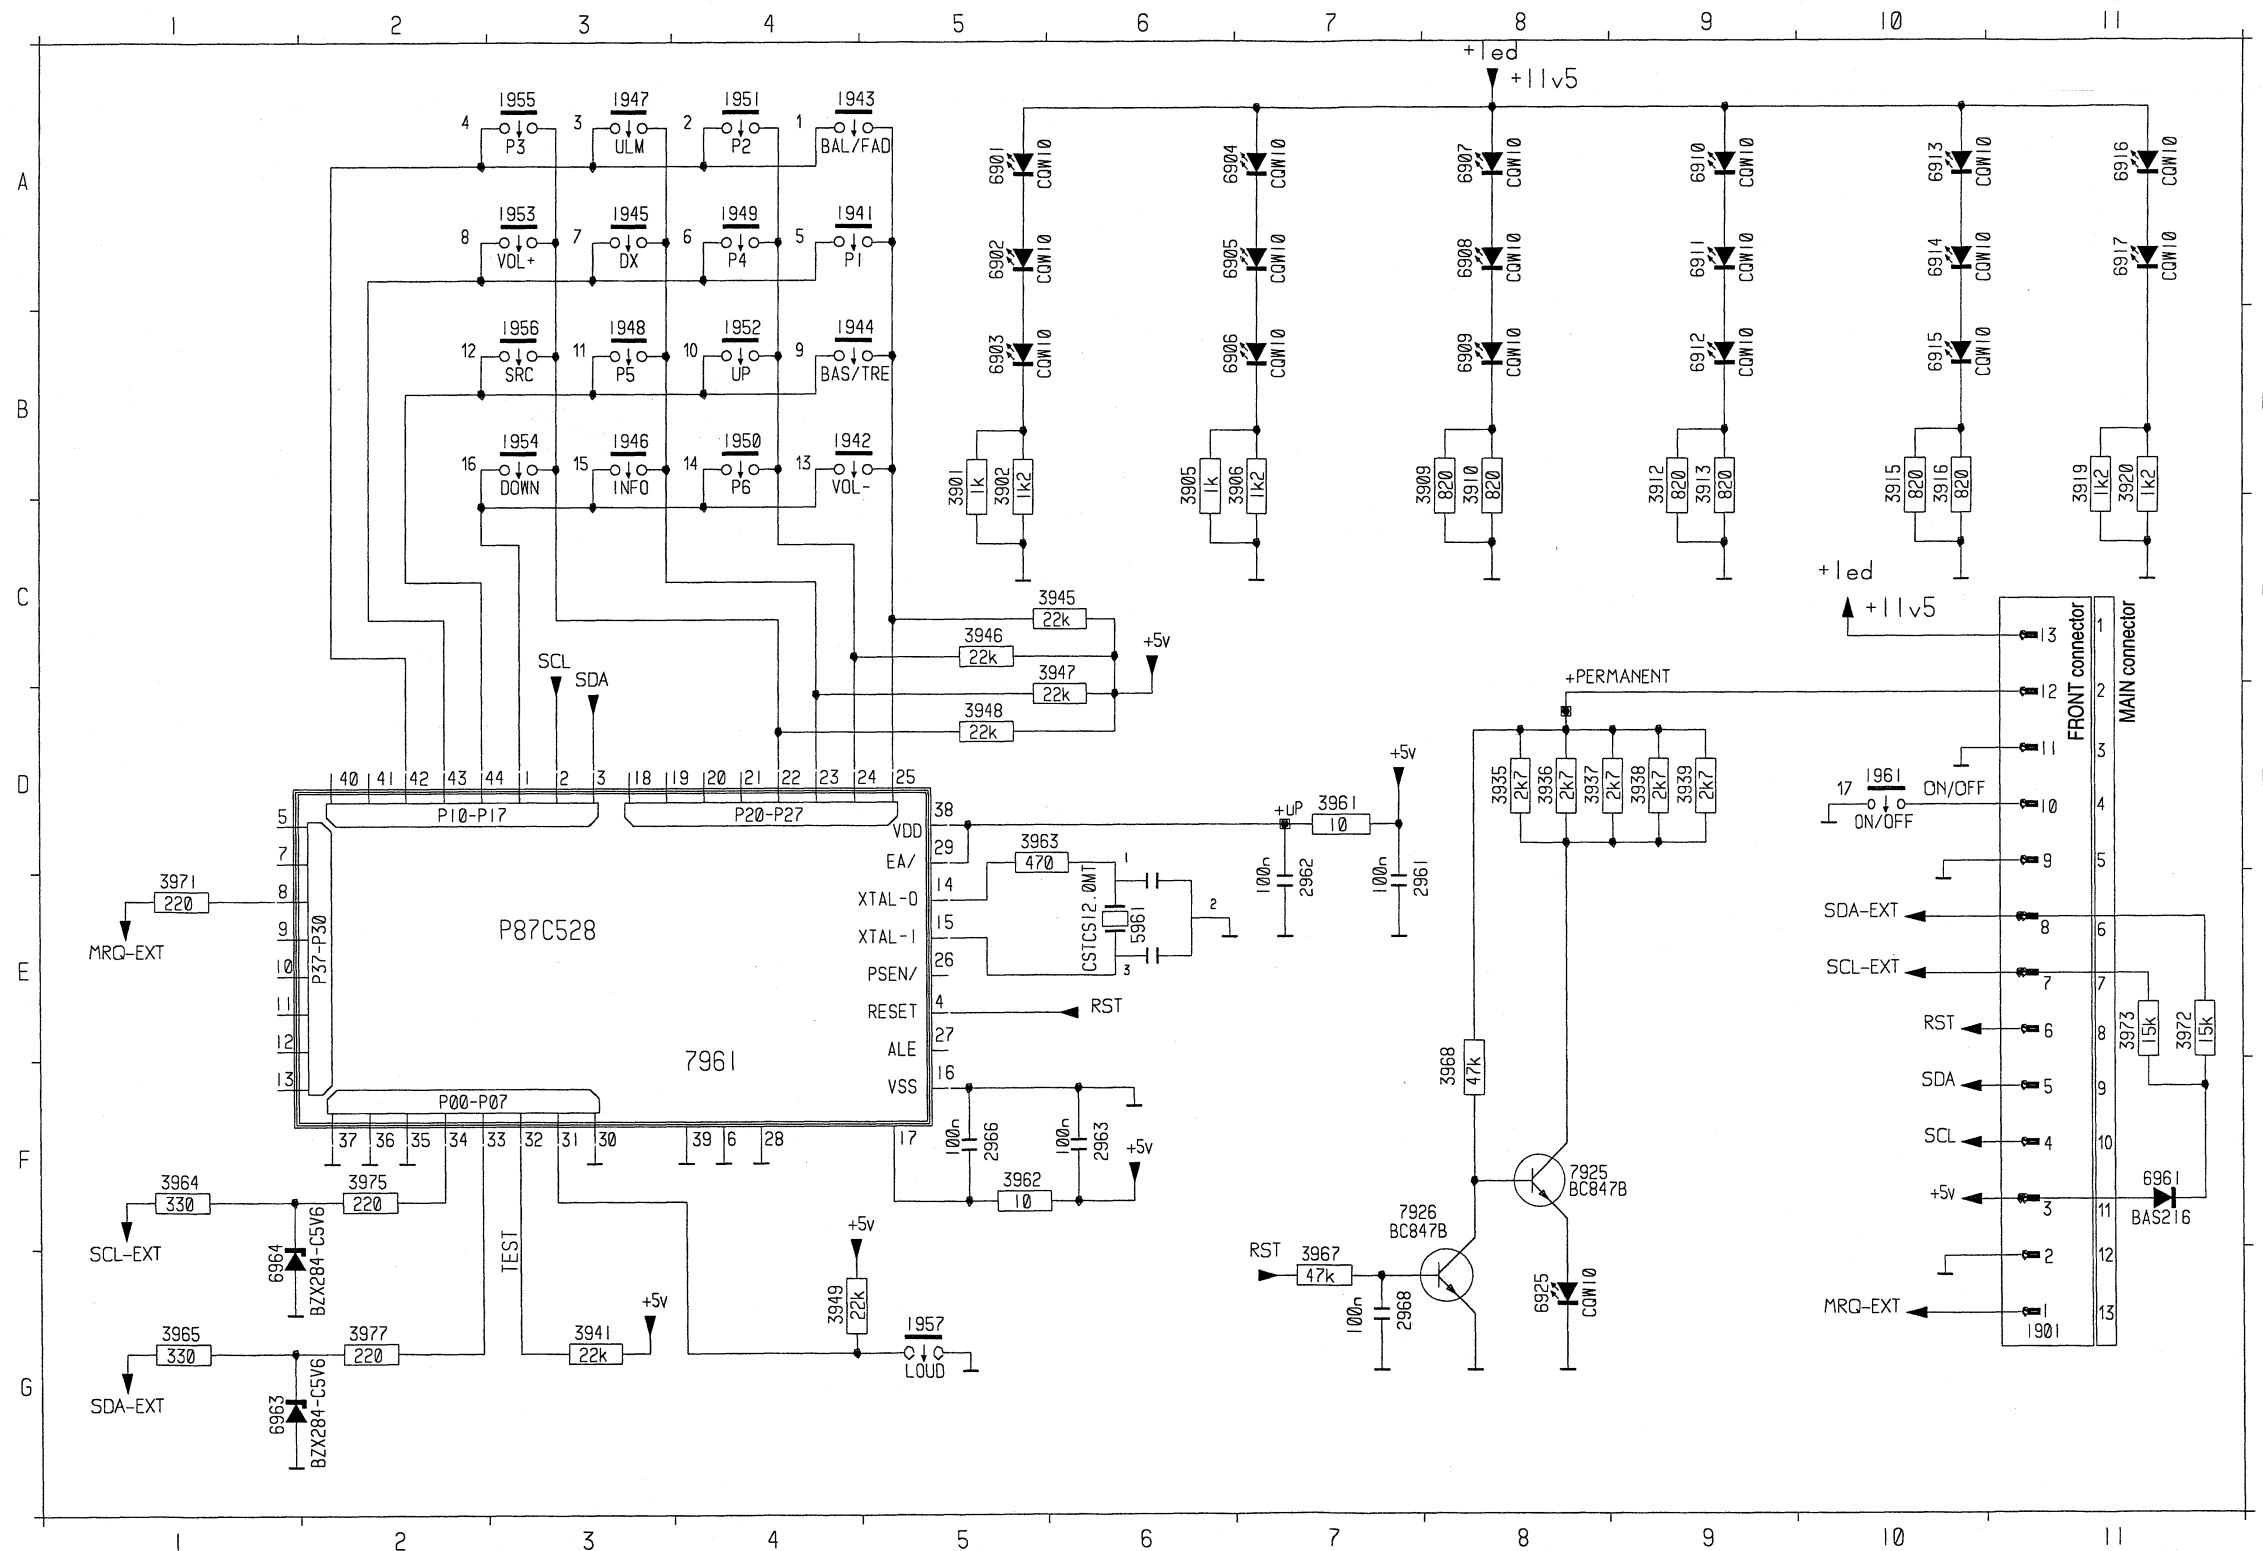 1 2 3 4 5 6 7 8 9 10 11
+led
+11v5
1955 1947 1951 1943
4 3 2 1
P3 ULM P2 BAL/FAD
A
6901 CQW10 6904 CQW10 6907 CQW10 6910 CQW10 6913 CQW10 6916 CQW10
1953 1945 1949 1941
8 7 6 5
VOL+ DX P4 P1
6902 CQW10 6905 CQW10 6908 CQW10 6911 CQW10 6914 CQW10 6917 CQW10
1956 1948 1952 1944
12 11 10 9
SRC P5 UP BAS/TRE
6903 CQW10 6906 CQW10 6909 CQW10 6912 CQW10 6915 CQW10
B
1954 1946 1950 1942
16 15 14 13
DOWN INFO P6 VOL-
3901 1k 3902 1k2 3905 1k 3906 1k2 3909 820 3910 820 3912 820 3913 820 3915 820 3916 820 3919 1k2 3920 1k2
C
+led
+11v5
3945
22k
3946
22k
+5v
3947
22k
3948
22k
SCL
SDA
+PERMANENT
FRONT connector
MAIN connector
13 1
12 2
11 3
10 4
9 5
8 6
7 7
6 8
5 9
4 10
3 11
2 12
1 13
1901
D
40 41 42 43 44 1 2 3 18 19 20 21 22 23 24 25
P10-P17 P20-P27
5
7
8
9
10
11
12
13
P37-P30
38
VDD
29
EA/
14
XTAL-O
15
XTAL-I
26
PSEN/
4
RESET
27
ALE
16
VSS
P87C528
7961
P00-P07
37 36 35 34 33 32 31 30 39 6 28 17
3963
470
1
2
3
CSTCS12.0MT
5961
+uP
3961
10
+5v
100n 2962
100n 2961
3935 2k7 3936 2k7 3937 2k7 3938 2k7 3939 2k7
17 1961 ON/OFF
ON/OFF
3971
220
MRQ-EXT
E
RST
SDA-EXT
SCL-EXT
RST
SDA
SCL
+5v
MRQ-EXT
3973 15k
3972 15k
6961
BAS216
3968 47k
F
100n 2966
100n 2963
+5v
3962
10
7925
BC847B
7926
BC847B
RST
3967
47k
100n 2968
6925 CQW10
3964
330
3975
220
SCL-EXT
6964 BZX284-C5V6
TEST
+5v
3949 22k
1957
LOUD
+5v
3941
22k
3965
330
3977
220
SDA-EXT
6963 BZX284-C5V6
G
1 2 3 4 5 6 7 8 9 10 11